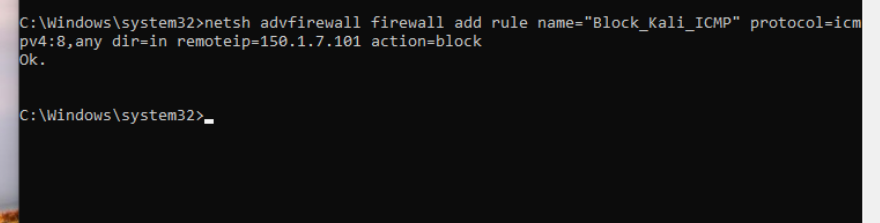 C:\Windows\system32>netsh advfirewall firewall add rule name="Block_Kali_ICMP" protocol=icm
pv4:8,any dir=in remoteip=150.1.7.101 action=block
Ok.
C:\Windows\system32>